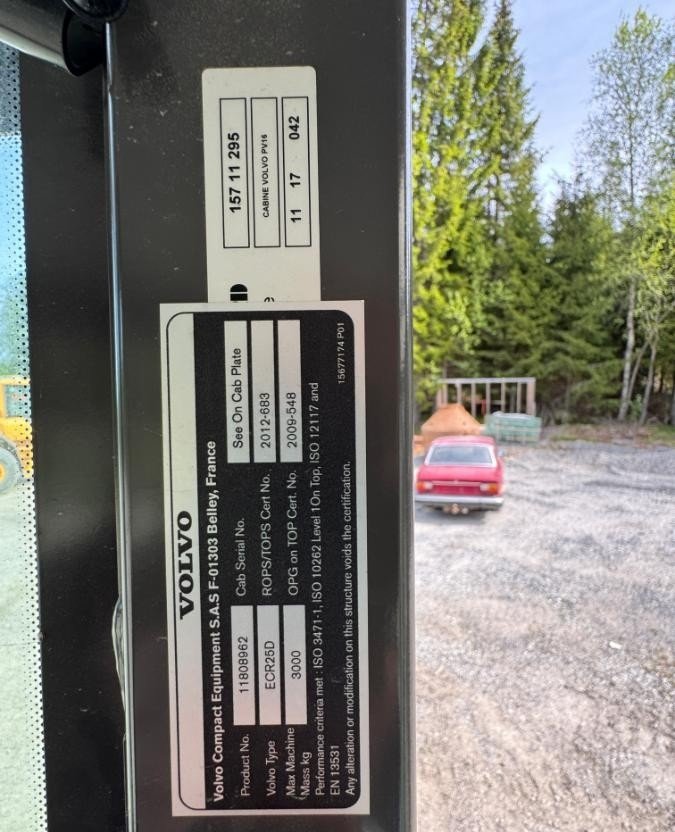 157 11 295
CABINE VOLVO PV16
11 17 042
VOLVO
Volvo Compact Equipment S.A.S F-01303 Belley, France
Product No. 11808962 Cab Serial No. See On Cab Plate
Volvo Type ECR25D ROPS/TOPS Cert No. 2012-683
Max Machine 3000 OPG on TOP Cert. No. 2009-548
Mass kg
Performance criteria met : ISO 3471-1, ISO 10262 Level 1On Top, ISO 12117 and
EN 13531
Any alteration or modification on this structure voids the certification.
15677174 P01